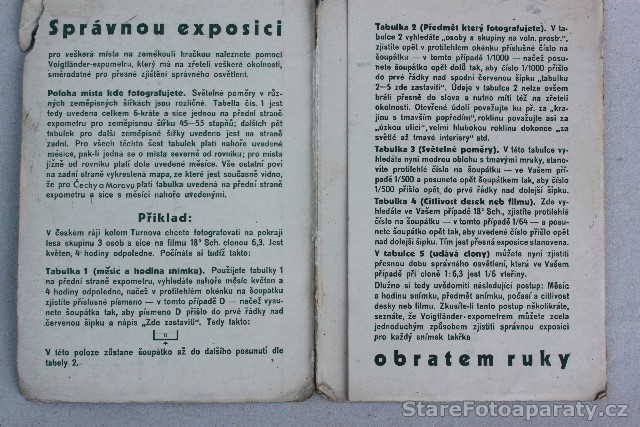 Správnou exposici
pro veškerá místa na zeměkouli hračkou naleznete pomocí
Voigtländer-expometru, který má na zřeteli veškeré okolnosti,
směrodatné pro přesné zjištění správného osvětlení.
Poloha místa kde fotografujete. Světelné poměry v růz-
ných zeměpisných šířkách jsou rozličné. Tabella čís. 1 jest
tedy uvedena celkem 6-kráte a sice jednou na přední straně
expometru pro zeměpisnou šířku 45—55 stupňů; dalších pět
tabulek pro další zeměpisné šířky uvedeno jest na straně
zadní. Pro všech těchto šest tabulek platí nahoře uvedené
měsíce, pak-li jedná se o místa severně od rovníku; pro místa
jižně od rovníku platí dole uvedené měsíce. Vše ostatní poví
na zadní straně vykreslená mapa, ze které jest současně vidno,
že pro Čechy a Moravu platí tabulka uvedená na přední straně
expometru a sice s měsíci nahoře uvedenými.
Příklad:
V českém ráji kolem Turnova chcete fotografovati na pokraji
lesa skupinu 3 osob a sice na filmu 18° Sch. clonou 6,3. Jest
květen, 4 hodiny odpoledne. Počínáte si tudíž takto:
Tabulka 1 (měsíc a hodina snímku). Použijete tabulky 1
na přední straně expometru, vyhledáte nahoře měsíc květen a
4 hodiny odpoledne, načež v protilehlém okénku na šoupátku
zjistíte příslušné písmeno — v tomto případě D — načež vysu-
nete šoupátko tak, aby písmeno D přišlo do prvé řádky nad
červenou šipku a nápis „Zde zastaviti“. Tedy takto:
D
V této poloze zůstane šoupátko až do dalšího posunutí dle
tabely 2.
Tabulka 2 (Předmět který fotografujete). V ta-
bulce 2 vyhledáte „osoby a skupiny na voln. prostr.“,
zjistíte opět v protilehlém okénku příslušné číslo na
šoupátku — v tomto případě 1/1000 — načež posu-
nete šoupátko opět dolů tak, aby číslo 1/1000 přišlo
do prvé řádky nad spodní červenou šipku „tabulku
2—5 zde zastaviti“. Údaje v tabulce 2 nelze ovšem
bráti přesně do slova a nutno míti též na zřeteli
okolnosti. Otevřené údolí považujte ku př. za „kra-
jinu s tmavším popředím“, roklinu považujte asi za
„úzkou ulici“, velmi hlubokou roklinu dokonce „za
světlé až tmavé interiery“ atd.
Tabulka 3 (Světelné poměry). V této tabulce vy-
hledáte nyní modrou oblohu s tmavými mraky, stano-
víte protilehlé číslo na šoupátku — ve Vašem přípa-
dě 1/500 a posunete opět šoupátkem tak, aby číslo
1/500 přišlo opět do prvé řádky nad dolejší šipku.
Tabulka 4 (Citlivost desek neb filmu). Zde vy-
hledáte ve Vašem případě 18° Sch., zjistíte protilehlé
číslo na šoupátku — v tomto případě 1/64 — a posu-
nete šoupátko opět tak, aby číslo to přišlo do řádky opět
nad dolejší šipku. Tím jest přesná exposice stanovena.
V tabulce 5 (udává clony) můžete nyní zjistiti
přesnou dobu správného osvětlení, která ve Vašem
případě při cloně 1 : 6,3 jest 1/6 vteřiny.
Dlužno si tedy uvědomiti následující postup: Měsíc a
hodinu snímku, předmět snímku, počasí a citlivost
desky neb filmu. Zkusíte-li tento postup několikráte,
seznáte, že Voigtländer-expometrem můžete zcela
jednoduchým způsobem zjistiti správnou exposici
pro každý snímek takřka
obratem ruky
StareFotoaparaty.cz